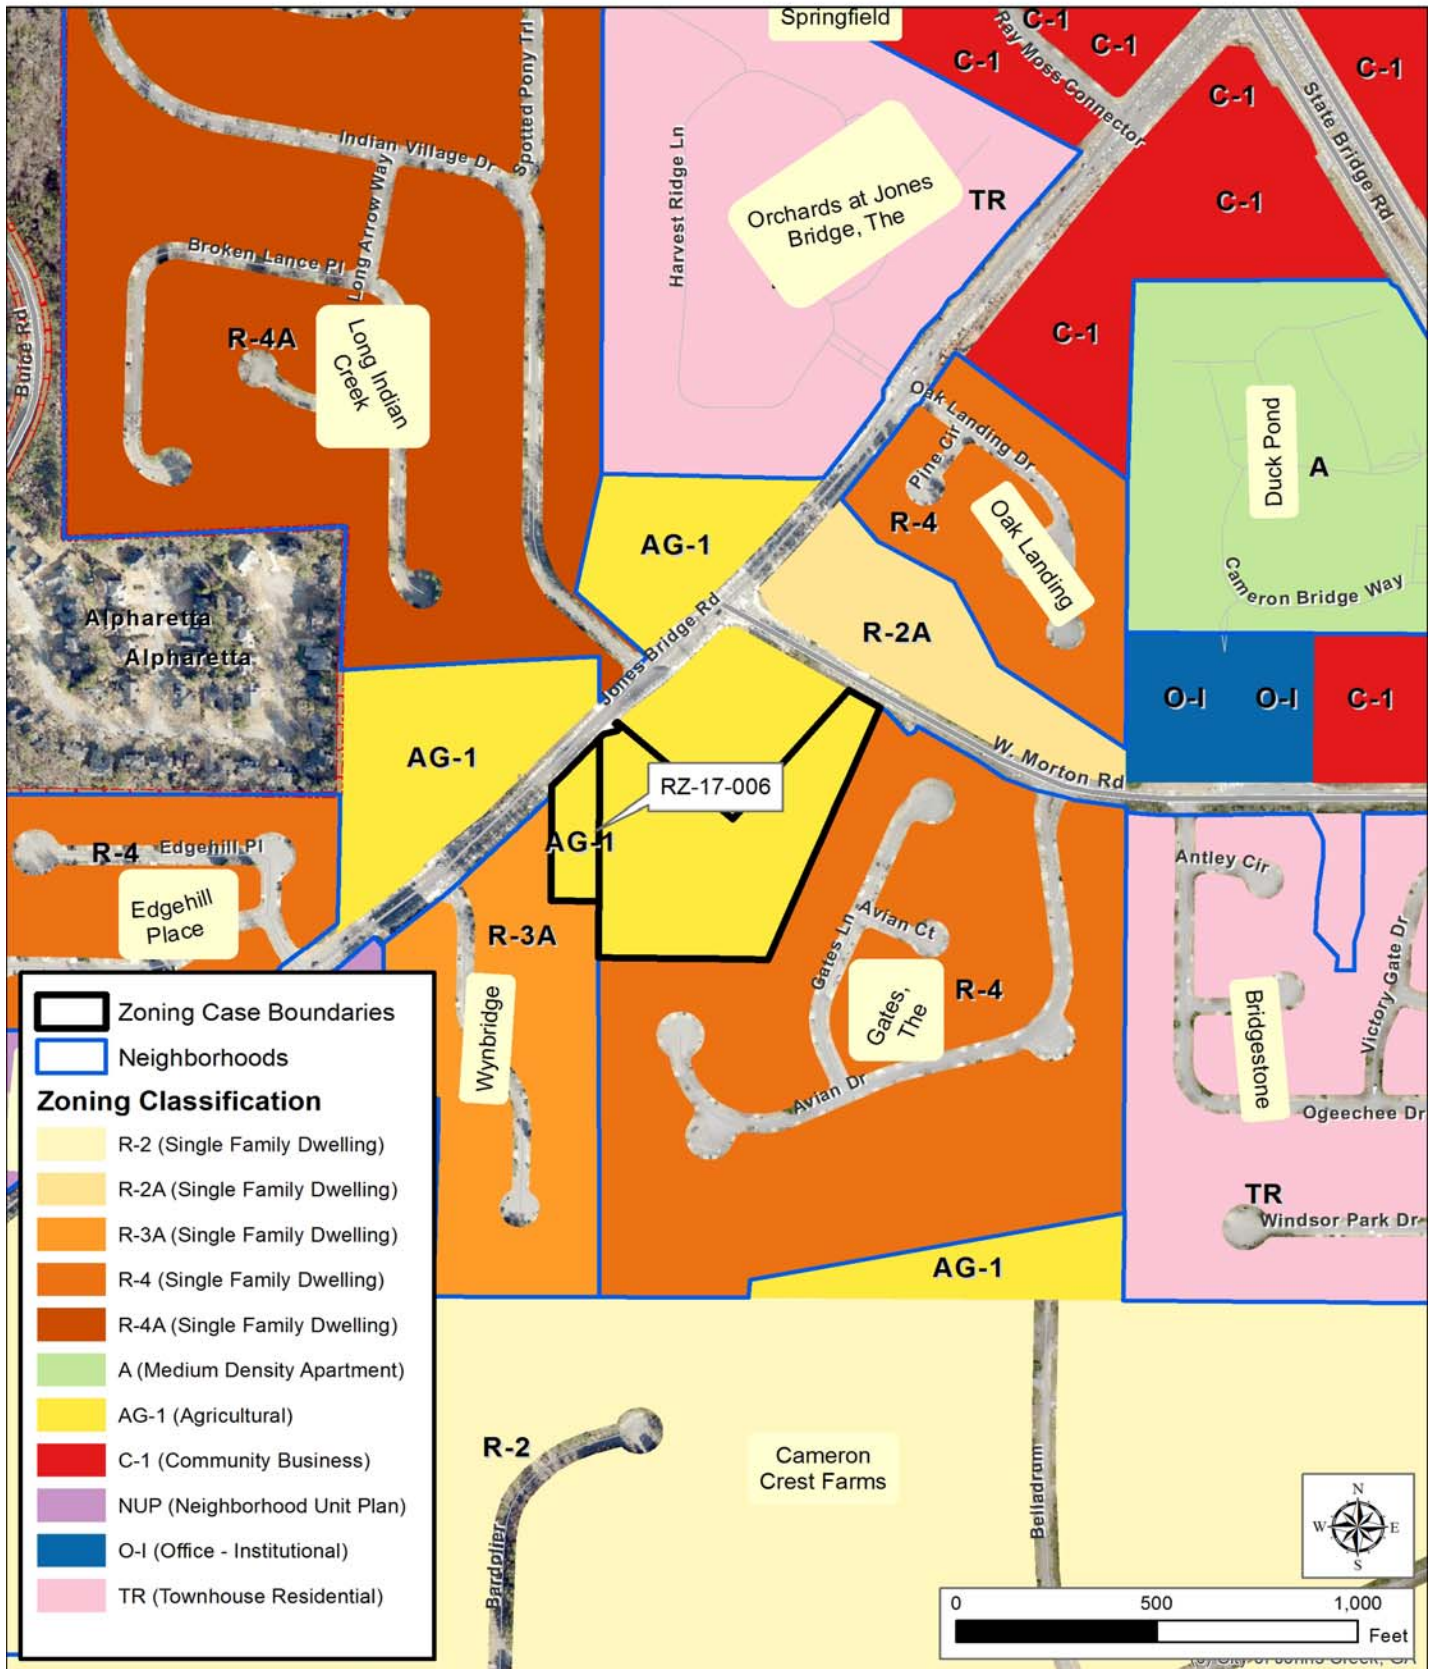 Springfield
C-1
C-1
C-1
C-1
C-1
C-1
C-1
Ray Moss Connector
State Bridge Rd
Spotted Pony Trl
Indian Village Dr
Long Arrow Way
Broken Lance Pl
R-4A
Long Indian
Creek
Buice Rd
Harvest Ridge Ln
Orchards at Jones
Bridge, The
TR
Oak Landing Dr
Pine Cir
R-4
Oak Landing
Duck Pond
A
Cameron Bridge Way
AG-1
R-2A
Alpharetta
Alpharetta
Jones Bridge Rd
O-I
O-I
C-1
W. Morton Rd
AG-1
RZ-17-006
AG-1
R-4
Edgehill Pl
Edgehill
Place
R-3A
Wynbridge
Gates Ln
Avian Ct
Gates,
The
R-4
Avian Dr
Antley Cir
Victory Gate Dr
Bridgestone
Ogeechee Dr
TR
Windsor Park Dr
AG-1
R-2
Bardolier
Cameron
Crest Farms
Belladrum
Zoning Case Boundaries
Neighborhoods
Zoning Classification
R-2 (Single Family Dwelling)
R-2A (Single Family Dwelling)
R-3A (Single Family Dwelling)
R-4 (Single Family Dwelling)
R-4A (Single Family Dwelling)
A (Medium Density Apartment)
AG-1 (Agricultural)
C-1 (Community Business)
NUP (Neighborhood Unit Plan)
O-I (Office - Institutional)
TR (Townhouse Residential)
N
W E
S
0 500 1,000
Feet